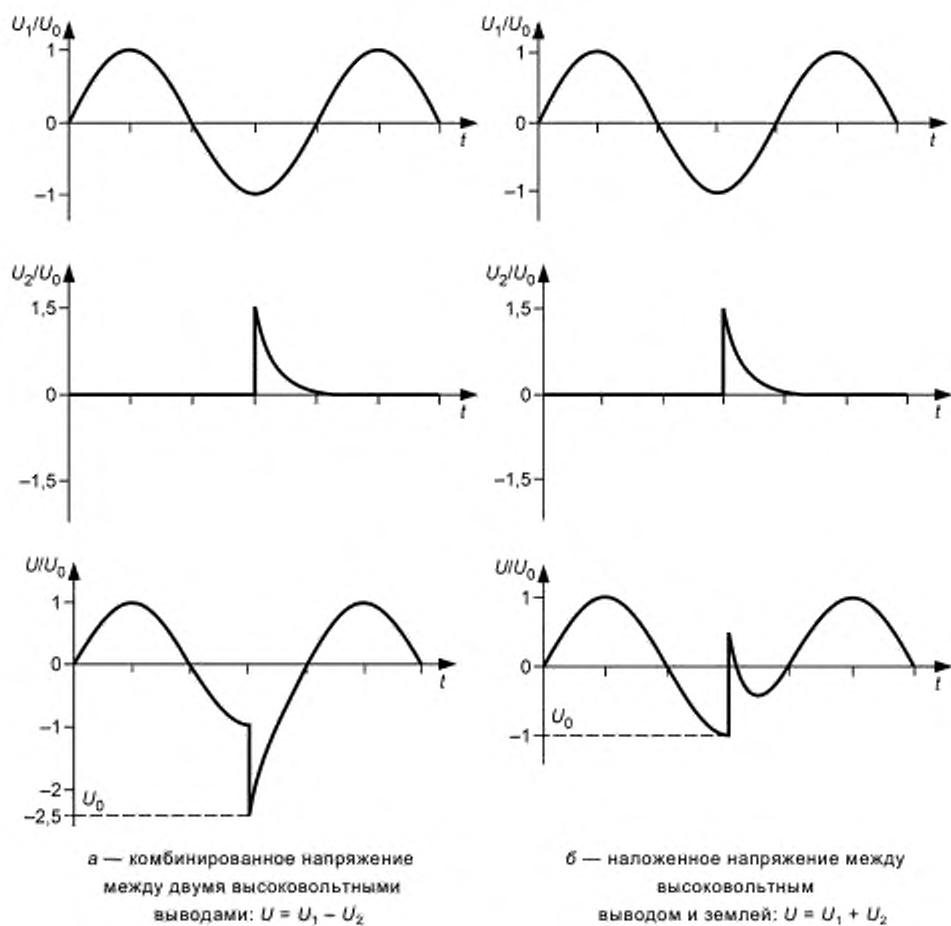 U₁/U₀
1
0
–1
t
U₁/U₀
1
0
–1
t
U₂/U₀
1,5
0
–1,5
t
U₂/U₀
1,5
0
–1,5
t
U/U₀
1
0
–1
–2
–2,5
U₀
t
U/U₀
1
0
–1
U₀
t
а — комбинированное напряжение
между двумя высоковольтными
выводами: U = U₁ – U₂
б — наложенное напряжение между
высоковольтным
выводом и землей: U = U₁ + U₂